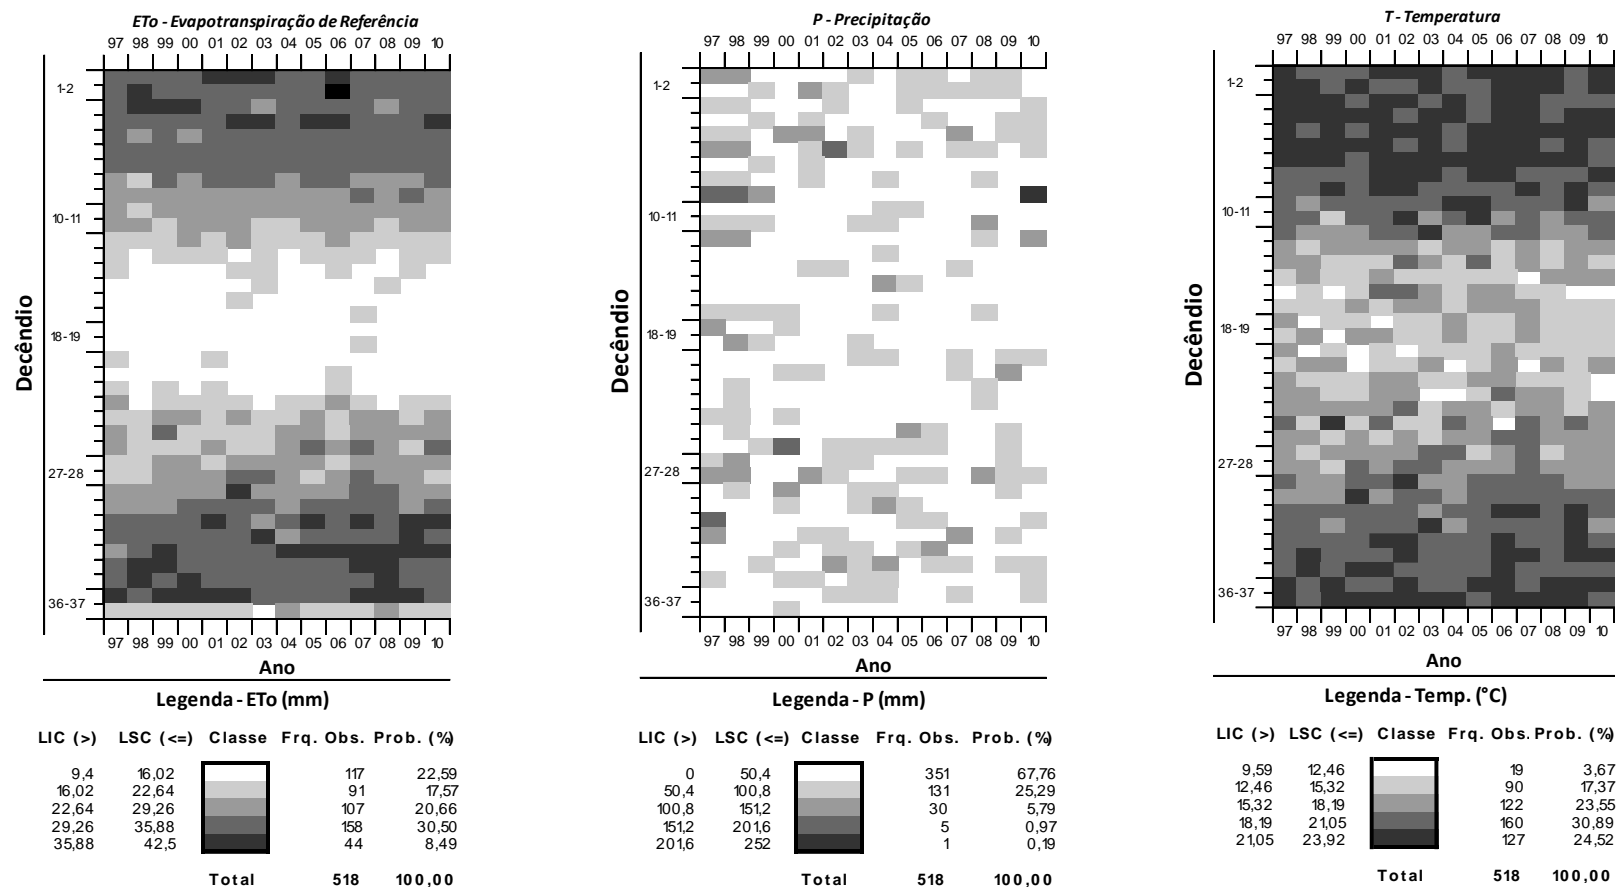 ETo - Evapotranspiração de Referência
97 98 99 00 01 02 03 04 05 06 07 08 09 10
1-2
10-11
18-19
27-28
36-37
Decêndio
97 98 99 00 01 02 03 04 05 06 07 08 09 10
Ano
Legenda - ETo (mm)
LIC (>) LSC (<=) Classe Frq. Obs. Prob. (%)
9,4 16,02 117 22,59
16,02 22,64 91 17,57
22,64 29,26 107 20,66
29,26 35,88 158 30,50
35,88 42,5 44 8,49
Total 518 100,00
P - Precipitação
97 98 99 00 01 02 03 04 05 06 07 08 09 10
1-2
10-11
18-19
27-28
36-37
Decêndio
97 98 99 00 01 02 03 04 05 06 07 08 09 10
Ano
Legenda - P (mm)
LIC (>) LSC (<=) Classe Frq. Obs. Prob. (%)
0 50,4 351 67,76
50,4 100,8 131 25,29
100,8 151,2 30 5,79
151,2 201,6 5 0,97
201,6 252 1 0,19
Total 518 100,00
T - Temperatura
97 98 99 00 01 02 03 04 05 06 07 08 09 10
1-2
10-11
18-19
27-28
36-37
Decêndio
97 98 99 00 01 02 03 04 05 06 07 08 09 10
Ano
Legenda - Temp. (°C)
LIC (>) LSC (<=) Classe Frq. Obs. Prob. (%)
9,59 12,46 19 3,67
12,46 15,32 90 17,37
15,32 18,19 122 23,55
18,19 21,05 160 30,89
21,05 23,92 127 24,52
Total 518 100,00